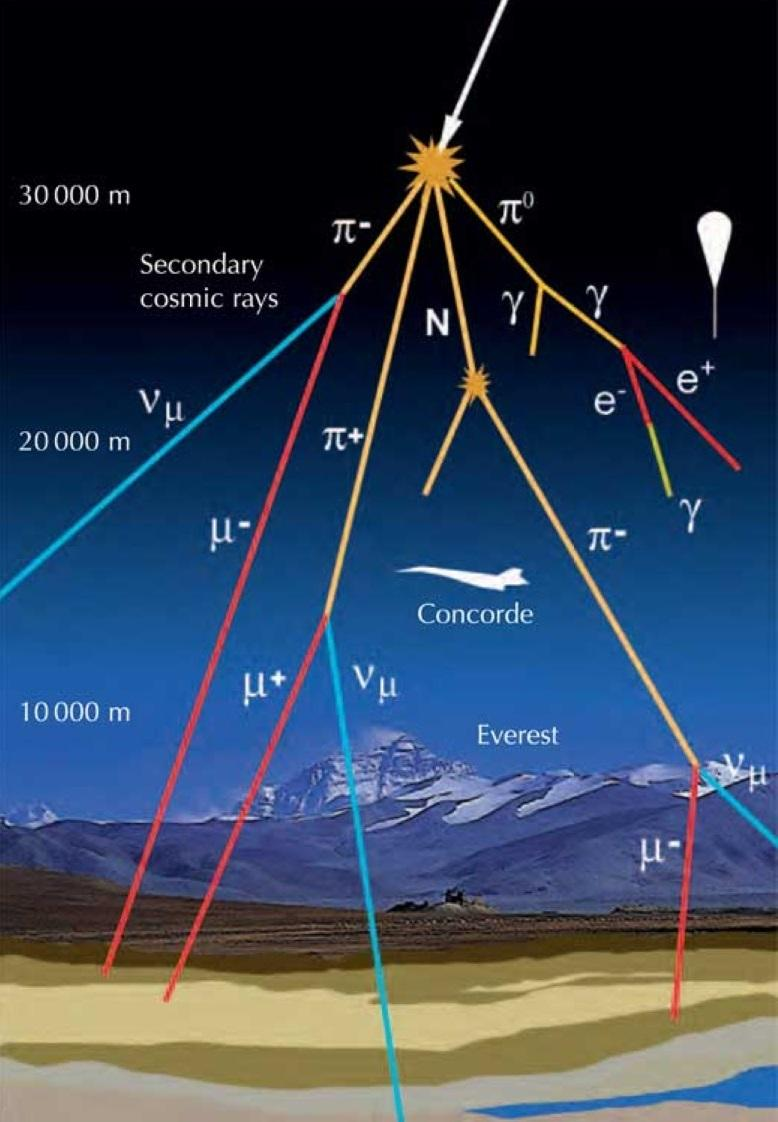 30 000 m
π⁰
π-
Secondary
cosmic rays
γ
γ
N
e⁺
e⁻
νμ
20 000 m
π+
γ
μ-
π-
Concorde
μ+
νμ
10 000 m
Everest
νμ
μ-